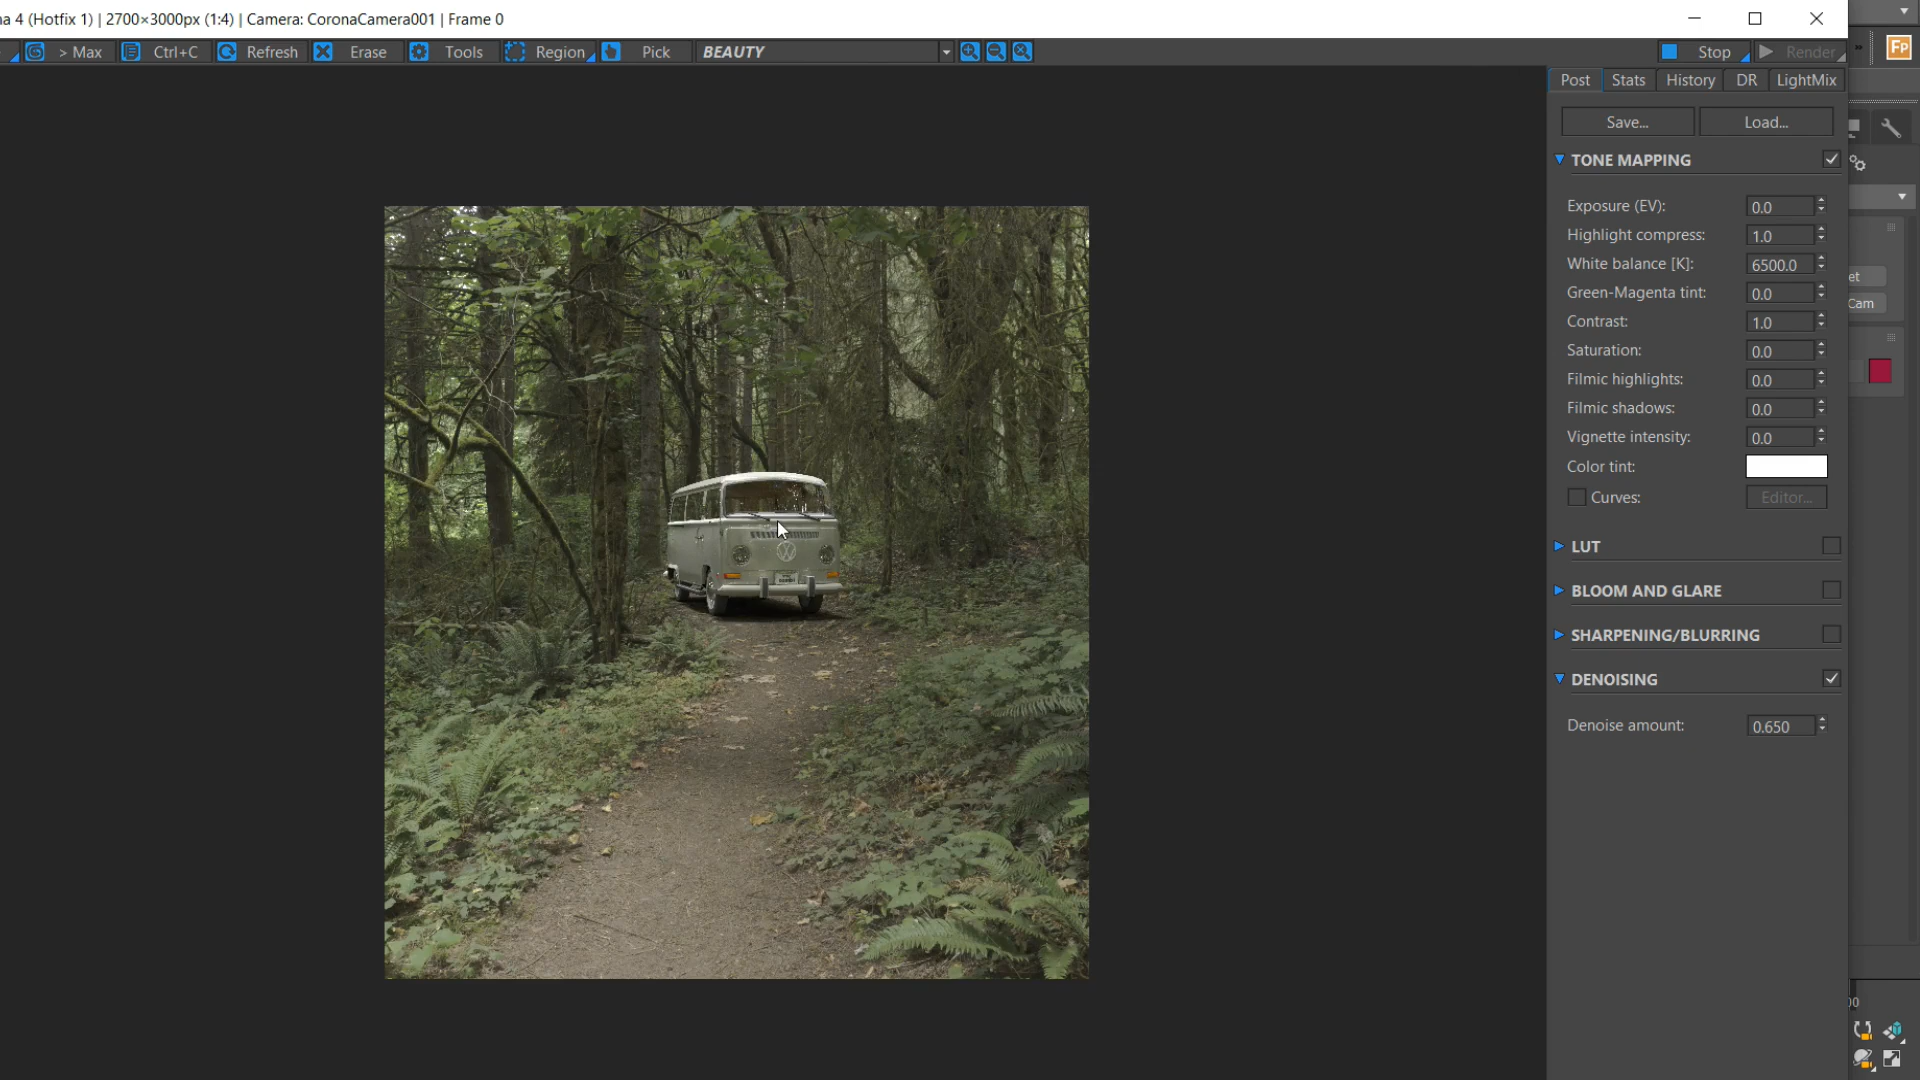 a 4 (Hotfix 1) | 2700×3000px (1:4) | Camera: CoronaCamera001 | Frame 0
> Max Ctrl+C Refresh Erase Tools Region Pick BEAUTY Stop Render
Fp
Post Stats History DR LightMix
Save... Load...
TONE MAPPING
Exposure (EV): 0.0
Highlight compress: 1.0
White balance [K]: 6500.0
Green-Magenta tint: 0.0
et
Cam
Contrast: 1.0
Saturation: 0.0
Filmic highlights: 0.0
Filmic shadows: 0.0
Vignette intensity: 0.0
Color tint:
Curves: Editor...
LUT
BLOOM AND GLARE
SHARPENING/BLURRING
DENOISING
Denoise amount: 0.650
00